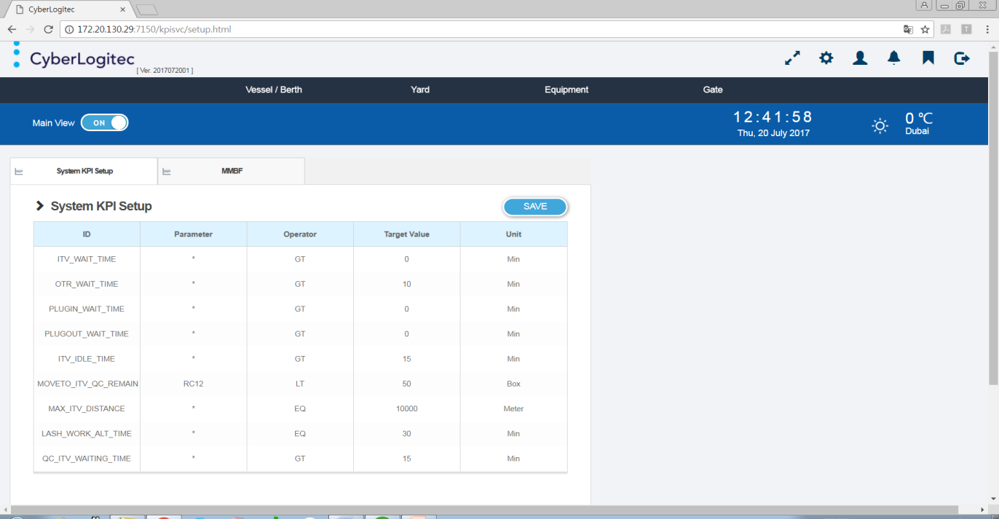 CyberLogitec
172.20.130.29:7150/kpisvc/setup.html
CyberLogitec
[ Ver. 2017072001 ]
Vessel / Berth Yard Equipment Gate
Main View ON 12:41:58 0 ℃
Thu, 20 July 2017 Dubai
System KPI Setup MMBF
System KPI Setup SAVE
ID Parameter Operator Target Value Unit
ITV_WAIT_TIME * GT 0 Min
OTR_WAIT_TIME * GT 10 Min
PLUGIN_WAIT_TIME * GT 0 Min
PLUGOUT_WAIT_TIME * GT 0 Min
ITV_IDLE_TIME * GT 15 Min
MOVETO_ITV_QC_REMAIN RC12 LT 50 Box
MAX_ITV_DISTANCE * EQ 10000 Meter
LASH_WORK_ALT_TIME * EQ 30 Min
QC_ITV_WAITING_TIME * GT 15 Min